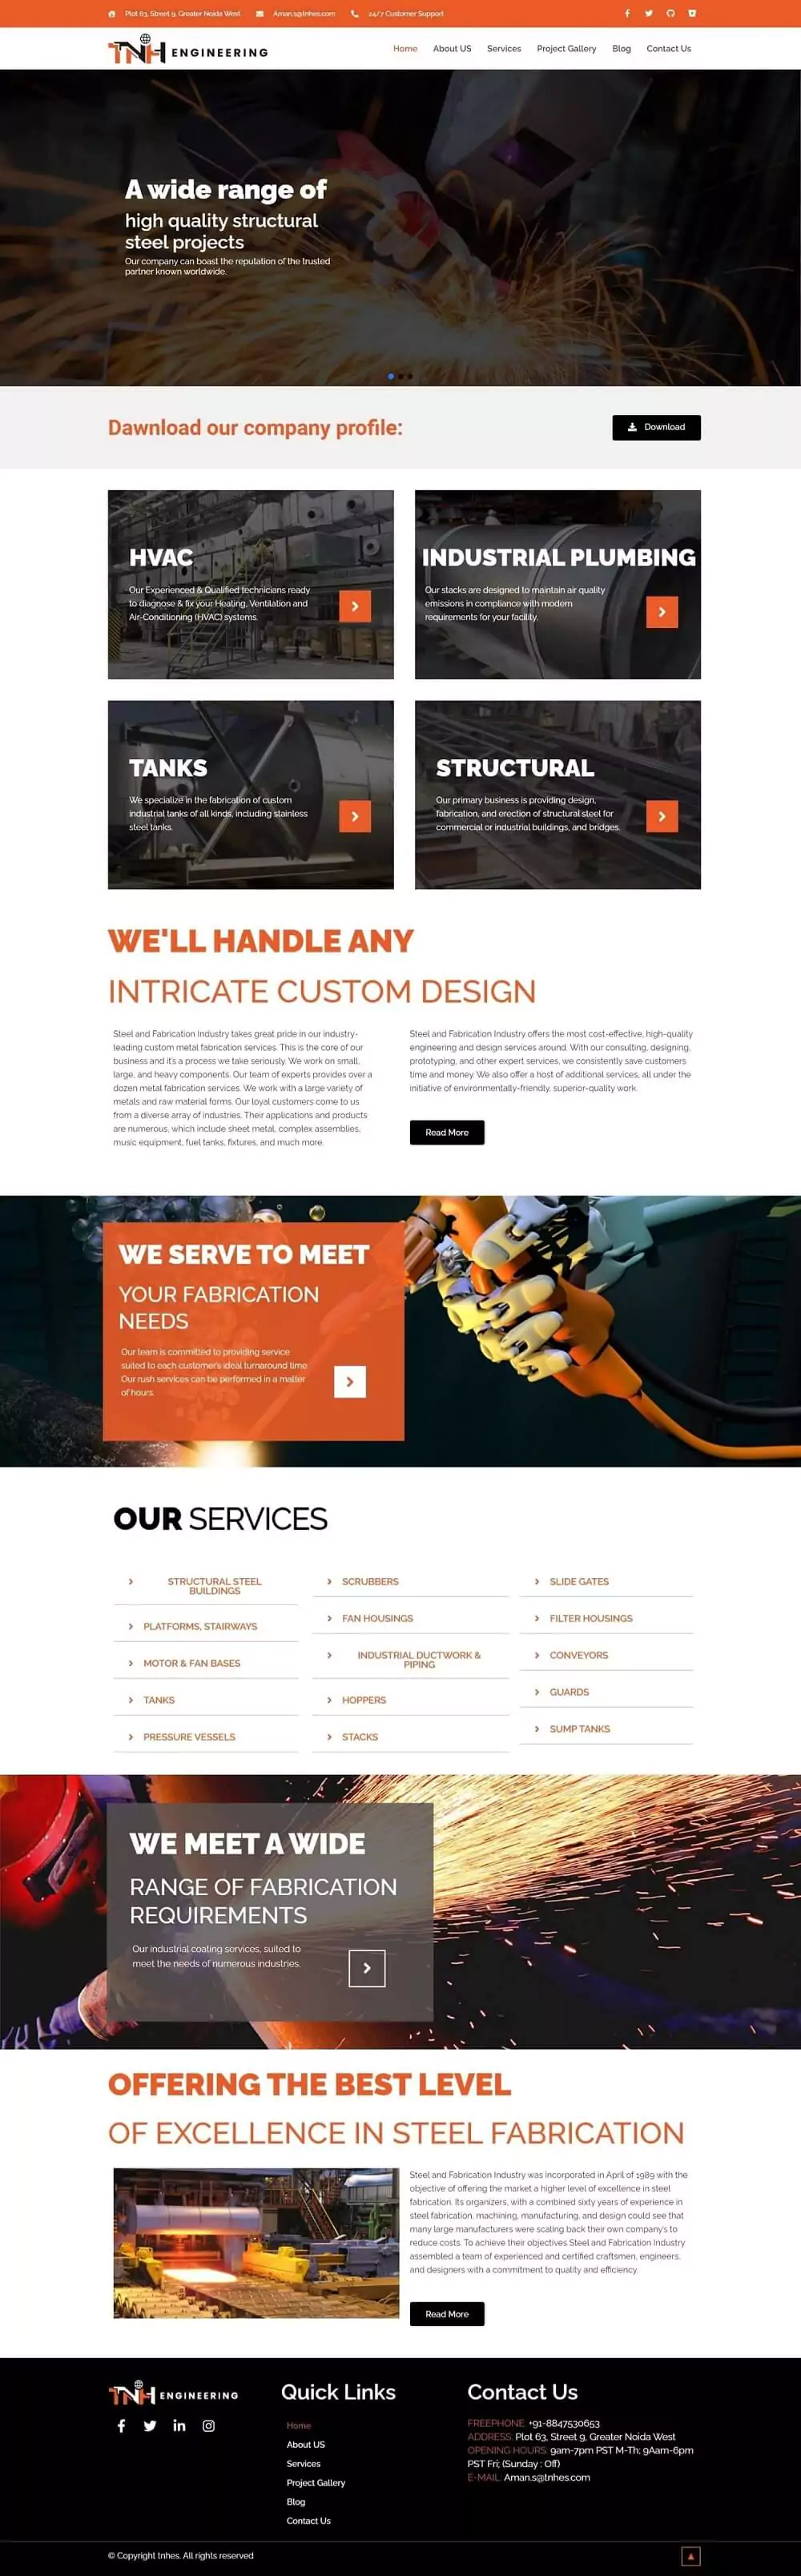 Plot 63, Street 9, Greater Noida West
Aman.s@tnhes.com
24/7 Customer Support
TNH ENGINEERING
Home
About US
Services
Project Gallery
Blog
Contact Us
A wide range of
high quality structural
steel projects
Our company can boast the reputation of the trusted
partner known worldwide.
Dawnload our company profile:
Download
HVAC
Our Experienced & Qualified technicians ready
to diagnose & fix your Heating, Ventilation and
Air-Conditioning (HVAC) systems.
INDUSTRIAL PLUMBING
Our stacks are designed to maintain air quality
emissions in compliance with modern
requirements for your facility.
TANKS
We specialize in the fabrication of custom
industrial tanks of all kinds, including stainless
steel tanks.
STRUCTURAL
Our primary business is providing design,
fabrication, and erection of structural steel for
commercial or industrial buildings, and bridges.
WE'LL HANDLE ANY
INTRICATE CUSTOM DESIGN
Steel and Fabrication Industry takes great pride in our industry-
leading custom metal fabrication services. This is the core of our
business and it's a process we take seriously. We work on small,
large, and heavy components. Our team of experts provides over a
dozen metal fabrication services. We work with a large variety of
metals and raw material forms. Our loyal customers come to us
from a diverse array of industries. Their applications and products
are numerous, which include sheet metal, complex assemblies,
music equipment, fuel tanks, fixtures, and much more.
Steel and Fabrication Industry offers the most cost-effective, high-quality
engineering and design services around. With our consulting, designing,
prototyping, and other expert services, we consistently save customers
time and money. We also offer a host of additional services, all under the
initiative of environmentally-friendly, superior-quality work.
Read More
WE SERVE TO MEET
YOUR FABRICATION
NEEDS
Our team is committed to providing service
suited to each customer's ideal turnaround time.
Our rush services can be performed in a matter
of hours.
OUR SERVICES
STRUCTURAL STEEL
BUILDINGS
PLATFORMS, STAIRWAYS
MOTOR & FAN BASES
TANKS
PRESSURE VESSELS
SCRUBBERS
FAN HOUSINGS
INDUSTRIAL DUCTWORK &
PIPING
HOPPERS
STACKS
SLIDE GATES
FILTER HOUSINGS
CONVEYORS
GUARDS
SUMP TANKS
WE MEET A WIDE
RANGE OF FABRICATION
REQUIREMENTS
Our industrial coating services, suited to
meet the needs of numerous industries.
OFFERING THE BEST LEVEL
OF EXCELLENCE IN STEEL FABRICATION
Steel and Fabrication Industry was incorporated in April of 1989 with the
objective of offering the market a higher level of excellence in steel
fabrication. Its organizers, with a combined sixty years of experience in
steel fabrication, machining, manufacturing, and design could see that
many large manufacturers were scaling back their own company's to
reduce costs. To achieve their objectives Steel and Fabrication Industry
assembled a team of experienced and certified craftsmen, engineers,
and designers with a commitment to quality and efficiency.
Read More
TNH ENGINEERING
Quick Links
Home
About US
Services
Project Gallery
Blog
Contact Us
Contact Us
FREEPHONE: +91-8847530653
ADDRESS: Plot 63, Street 9, Greater Noida West
OPENING HOURS: 9am-7pm PST M-Th; 9Aam-6pm
PST Fri; (Sunday : Off)
E-MAIL: Aman.s@tnhes.com
© Copyright tnhes. All rights reserved